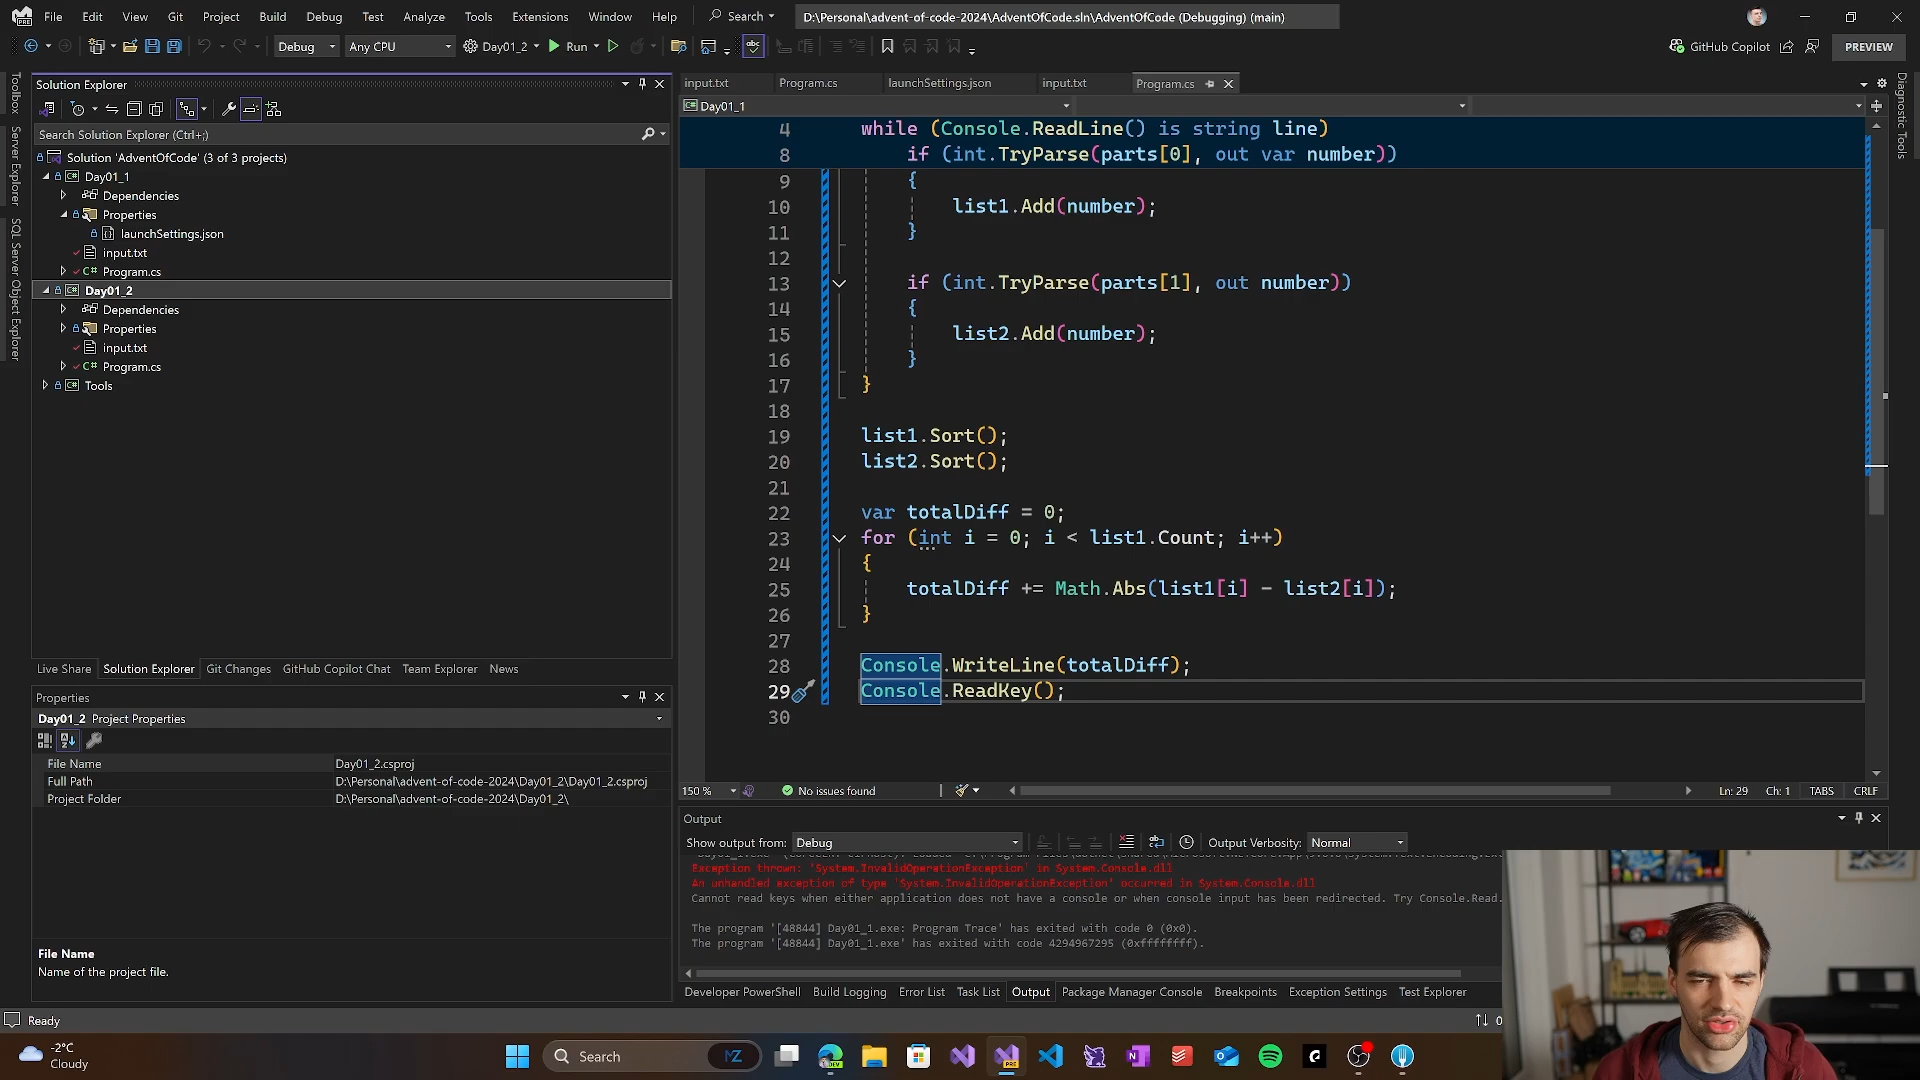 File Edit View Git Project Build Debug Test Analyze Tools Extensions Window Help Search D:\Personal\advent-of-code-2024\AdventOfCode.sln\AdventOfCode (Debugging) (main)
Debug Any CPU Day01_2 Run GitHub Copilot PREVIEW
Toolbox
Server Explorer
SQL Server Object Explorer
Solution Explorer
Search Solution Explorer (Ctrl+;)
Solution 'AdventOfCode' (3 of 3 projects)
Day01_1
Dependencies
Properties
launchSettings.json
input.txt
C# Program.cs
Day01_2
Dependencies
Properties
input.txt
C# Program.cs
Tools
Live Share Solution Explorer Git Changes GitHub Copilot Chat Team Explorer News
Properties
Day01_2 Project Properties
File Name Day01_2.csproj
Full Path D:\Personal\advent-of-code-2024\Day01_2\Day01_2.csproj
Project Folder D:\Personal\advent-of-code-2024\Day01_2\
File Name
Name of the project file.
input.txt Program.cs launchSettings.json input.txt Program.cs
Day01_1
4 while (Console.ReadLine() is string line)
8 if (int.TryParse(parts[0], out var number))
9 {
10 list1.Add(number);
11 }
12
13 if (int.TryParse(parts[1], out number))
14 {
15 list2.Add(number);
16 }
17 }
18
19 list1.Sort();
20 list2.Sort();
21
22 var totalDiff = 0;
23 for (int i = 0; i < list1.Count; i++)
24 {
25 totalDiff += Math.Abs(list1[i] - list2[i]);
26 }
27
28 Console.WriteLine(totalDiff);
29 Console.ReadKey();
30
150 % No issues found Ln: 29 Ch: 1 TABS CRLF
Diagnostic Tools
Output
Show output from: Debug Output Verbosity: Normal
Exception thrown: 'System.InvalidOperationException' in System.Console.dll
An unhandled exception of type 'System.InvalidOperationException' occurred in System.Console.dll
Cannot read keys when either application does not have a console or when console input has been redirected. Try Console.Read.
The program '[48844] Day01_1.exe: Program Trace' has exited with code 0 (0x0).
The program '[48844] Day01_1.exe' has exited with code 4294967295 (0xffffffff).
Developer PowerShell Build Logging Error List Task List Output Package Manager Console Breakpoints Exception Settings Test Explorer
Ready 0
-2°C
Cloudy
Search MZ